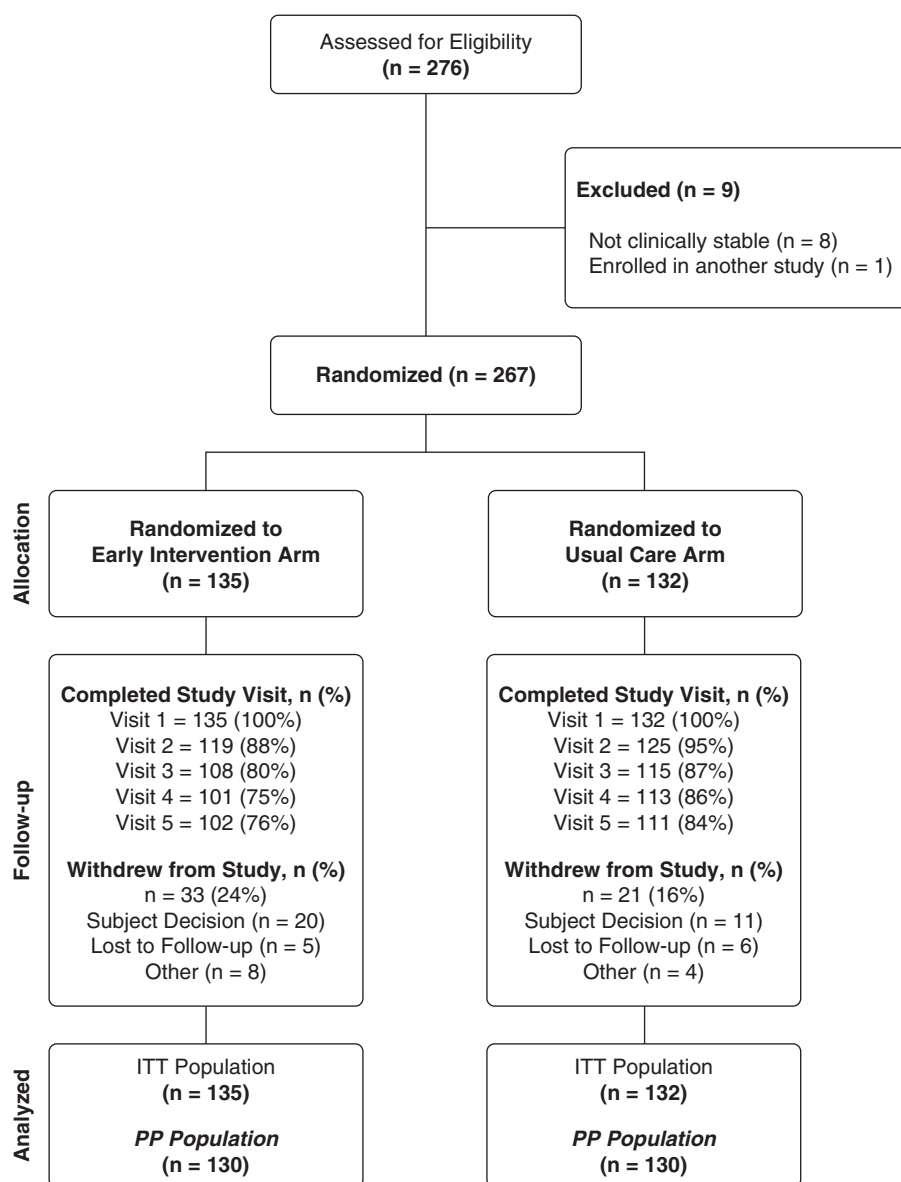 Assessed for Eligibility
(n = 276)
Excluded (n = 9)
Not clinically stable (n = 8)
Enrolled in another study (n = 1)
Randomized (n = 267)
Allocation
Randomized to
Early Intervention Arm
(n = 135)
Randomized to
Usual Care Arm
(n = 132)
Follow-up
Completed Study Visit, n (%)
Visit 1 = 135 (100%)
Visit 2 = 119 (88%)
Visit 3 = 108 (80%)
Visit 4 = 101 (75%)
Visit 5 = 102 (76%)
Withdrew from Study, n (%)
n = 33 (24%)
Subject Decision (n = 20)
Lost to Follow-up (n = 5)
Other (n = 8)
Completed Study Visit, n (%)
Visit 1 = 132 (100%)
Visit 2 = 125 (95%)
Visit 3 = 115 (87%)
Visit 4 = 113 (86%)
Visit 5 = 111 (84%)
Withdrew from Study, n (%)
n = 21 (16%)
Subject Decision (n = 11)
Lost to Follow-up (n = 6)
Other (n = 4)
Analyzed
ITT Population
(n = 135)
PP Population
(n = 130)
ITT Population
(n = 132)
PP Population
(n = 130)